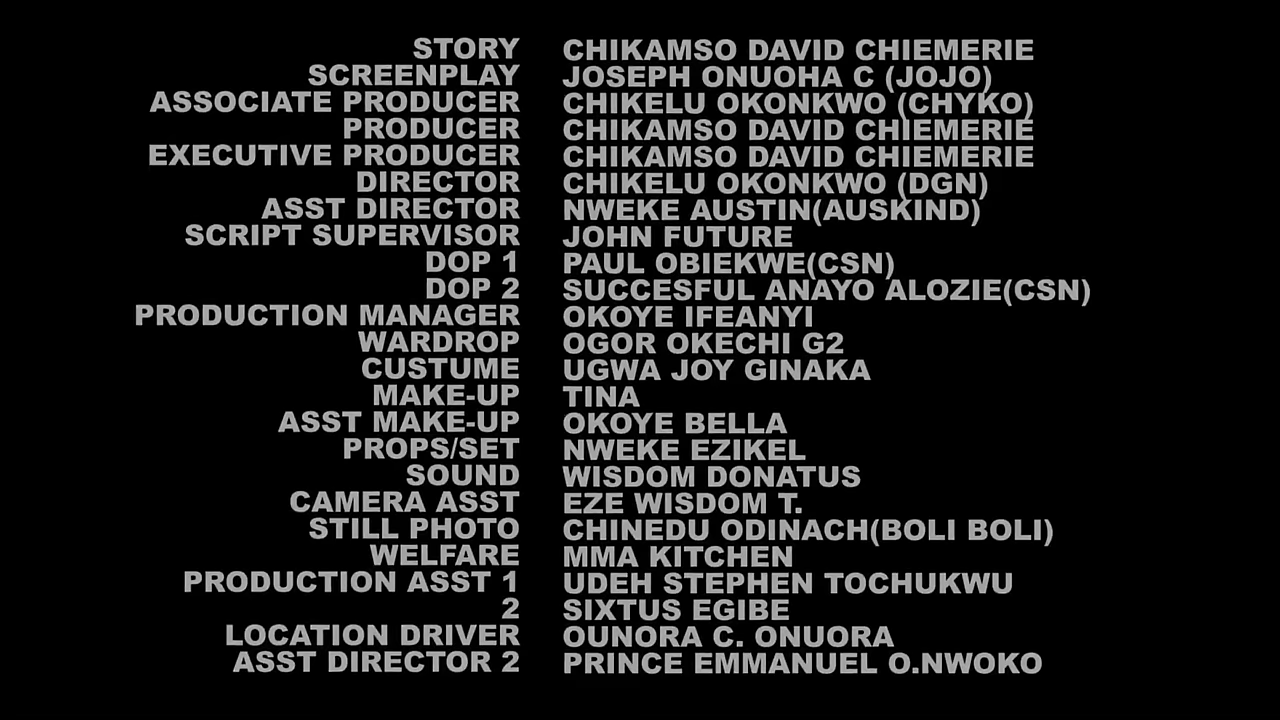 STORY CHIKAMSO DAVID CHIEMERIE
SCREENPLAY JOSEPH ONUOHA C (JOJO)
ASSOCIATE PRODUCER CHIKELU OKONKWO (CHYKO)
PRODUCER CHIKAMSO DAVID CHIEMERIE
EXECUTIVE PRODUCER CHIKAMSO DAVID CHIEMERIE
DIRECTOR CHIKELU OKONKWO (DGN)
ASST DIRECTOR NWEKE AUSTIN(AUSKIND)
SCRIPT SUPERVISOR JOHN FUTURE
DOP 1 PAUL OBIEKWE(CSN)
DOP 2 SUCCESFUL ANAYO ALOZIE(CSN)
PRODUCTION MANAGER OKOYE IFEANYI
WARDROP OGOR OKECHI G2
CUSTUME UGWA JOY GINAKA
MAKE-UP TINA
ASST MAKE-UP OKOYE BELLA
PROPS/SET NWEKE EZIKEL
SOUND WISDOM DONATUS
CAMERA ASST EZE WISDOM T.
STILL PHOTO CHINEDU ODINACH(BOLI BOLI)
WELFARE MMA KITCHEN
PRODUCTION ASST 1 UDEH STEPHEN TOCHUKWU
2 SIXTUS EGIBE
LOCATION DRIVER OUNORA C. ONUORA
ASST DIRECTOR 2 PRINCE EMMANUEL O.NWOKO